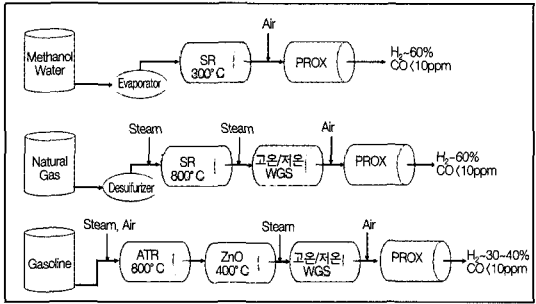 Air
Methanol
Water
Evaporator
SR
300°C
PROX
H₂~60%
CO<10ppm
Steam
Steam
Air
Natural
Gas
Desulfurizer
SR
800°C
고온/저온
WGS
PROX
H₂~60%
CO<10ppm
Steam, Air
Steam
Air
Gasoline
ATR
800°C
ZnO
400°C
고온/저온
WGS
PROX
H₂~30~40%
CO<10ppm